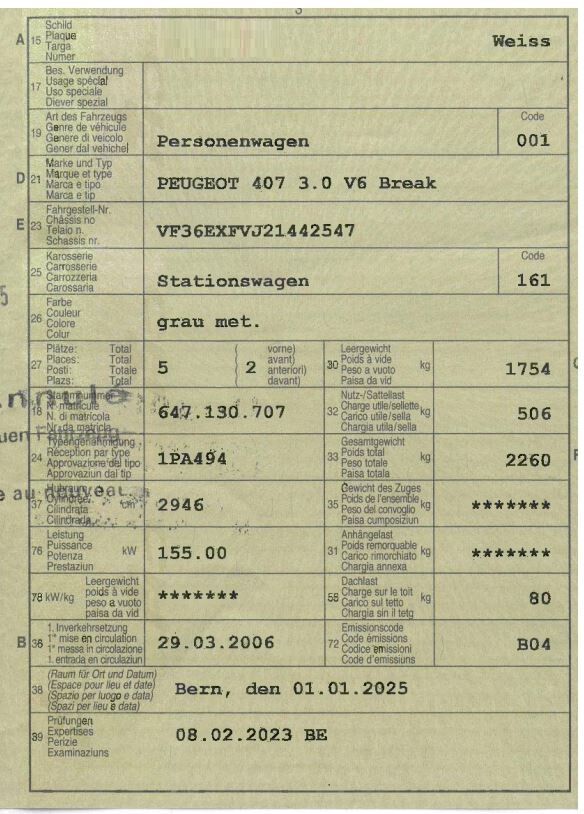 A 15 Schild
Plaque
Targa
Numer
Weiss
17 Bes. Verwendung
Usage spécial
Uso speciale
Diever spezial
19 Art des Fahrzeugs
Genre de véhicule
Genere di veicolo
Gener dal vehichel
Personenwagen
Code
001
D 21 Marke und Typ
Marque et type
Marca e tipo
Marca e tip
PEUGEOT 407 3.0 V6 Break
E 23 Fahrgestell-Nr.
Châssis no
Telaio n.
Schassis nr.
VF36EXFVJ21442547
25 Karosserie
Carrosserie
Carrozzeria
Carossaria
Stationswagen
Code
161
26 Farbe
Couleur
Colore
Colur
grau met.
27 Plätze: Total
Places: Total
Posti: Totale
Plazs: Total
5
( vorne)
( avant)
( anteriori)
( davant)
2
30 Leergewicht
Poids à vide
Peso a vuoto
Paisa da vid
kg
1754
18 Stammnummer
N° matricule
N. di matricola
Nr. da matricla
647.130.707
32 Nutz-/Sattellast
Charge utile/sellette
Carico utile/sella
Chargia utila/sella
kg
506
24 Typengenehmigung
Réception par type
Approvazione del tipo
Approvaziun dal tip
1PA494
33 Gesamtgewicht
Poids total
Peso totale
Paisa totala
kg
2260
37 Hubraum
Cylindrée
Cilindrata
Cilindrada
2946
35 Gewicht des Zuges
Poids de l'ensemble
Peso del convoglio
Paisa cumposiziun
kg
*******
76 Leistung
Puissance
Potenza
Prestaziun
kW
155.00
31 Anhängelast
Poids remorquable
Carico rimorchiato
Chargia annexa
kg
*******
78 kW/kg
Leergewicht
poids à vide
peso a vuoto
paisa da vid
*******
58 Dachlast
Charge sur le toit
Carico sul tetto
Chargia sin il tetg
kg
80
B 36 1. Inverkehrsetzung
1re mise en circulation
1a messa in circolazione
1. entrada en circulaziun
29.03.2006
72 Emissionscode
Code émissions
Codice emissioni
Code d'emissions
B04
38 (Raum für Ort und Datum)
(Espace pour lieu et date)
(Spazio per luogo e data)
(Spazi per lieu e data)
Bern, den 01.01.2025
39 Prüfungen
Expertises
Perizie
Examinaziuns
08.02.2023 BE